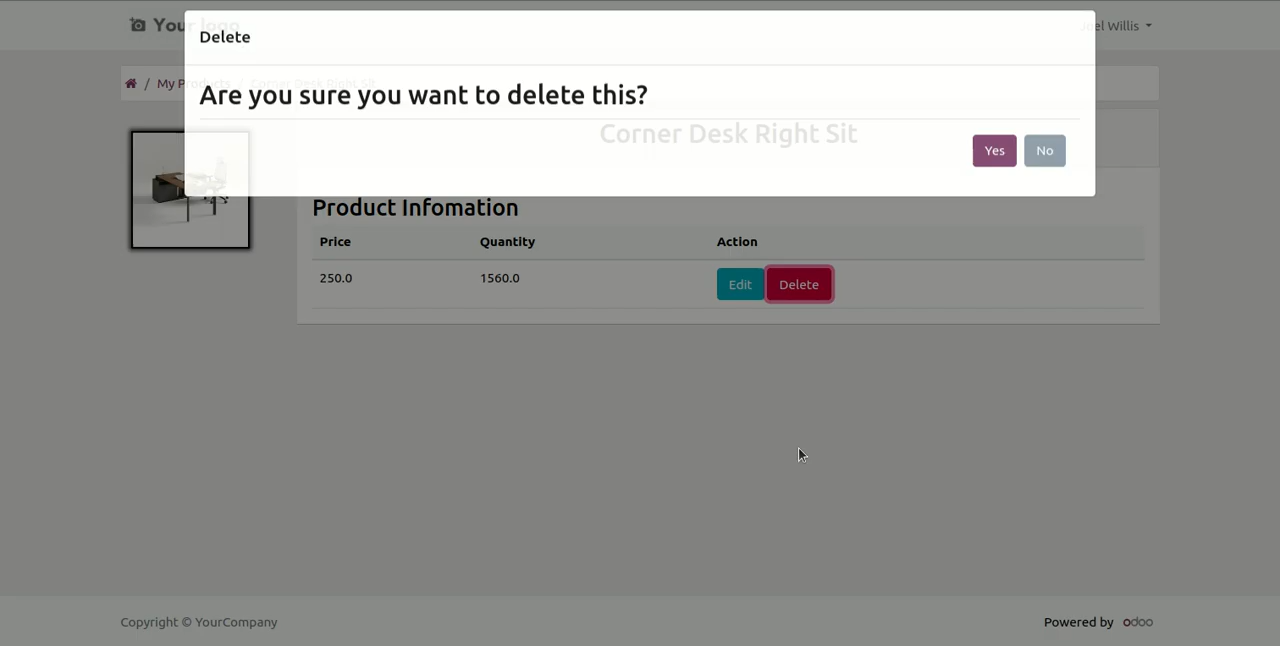 Your logo
Joel Willis
Delete
/ My Products / Corner Desk Right Sit
Are you sure you want to delete this?
Corner Desk Right Sit
Yes No
Product Infomation
Price Quantity Action
250.0 1560.0 Edit Delete
Copyright © YourCompany Powered by odoo